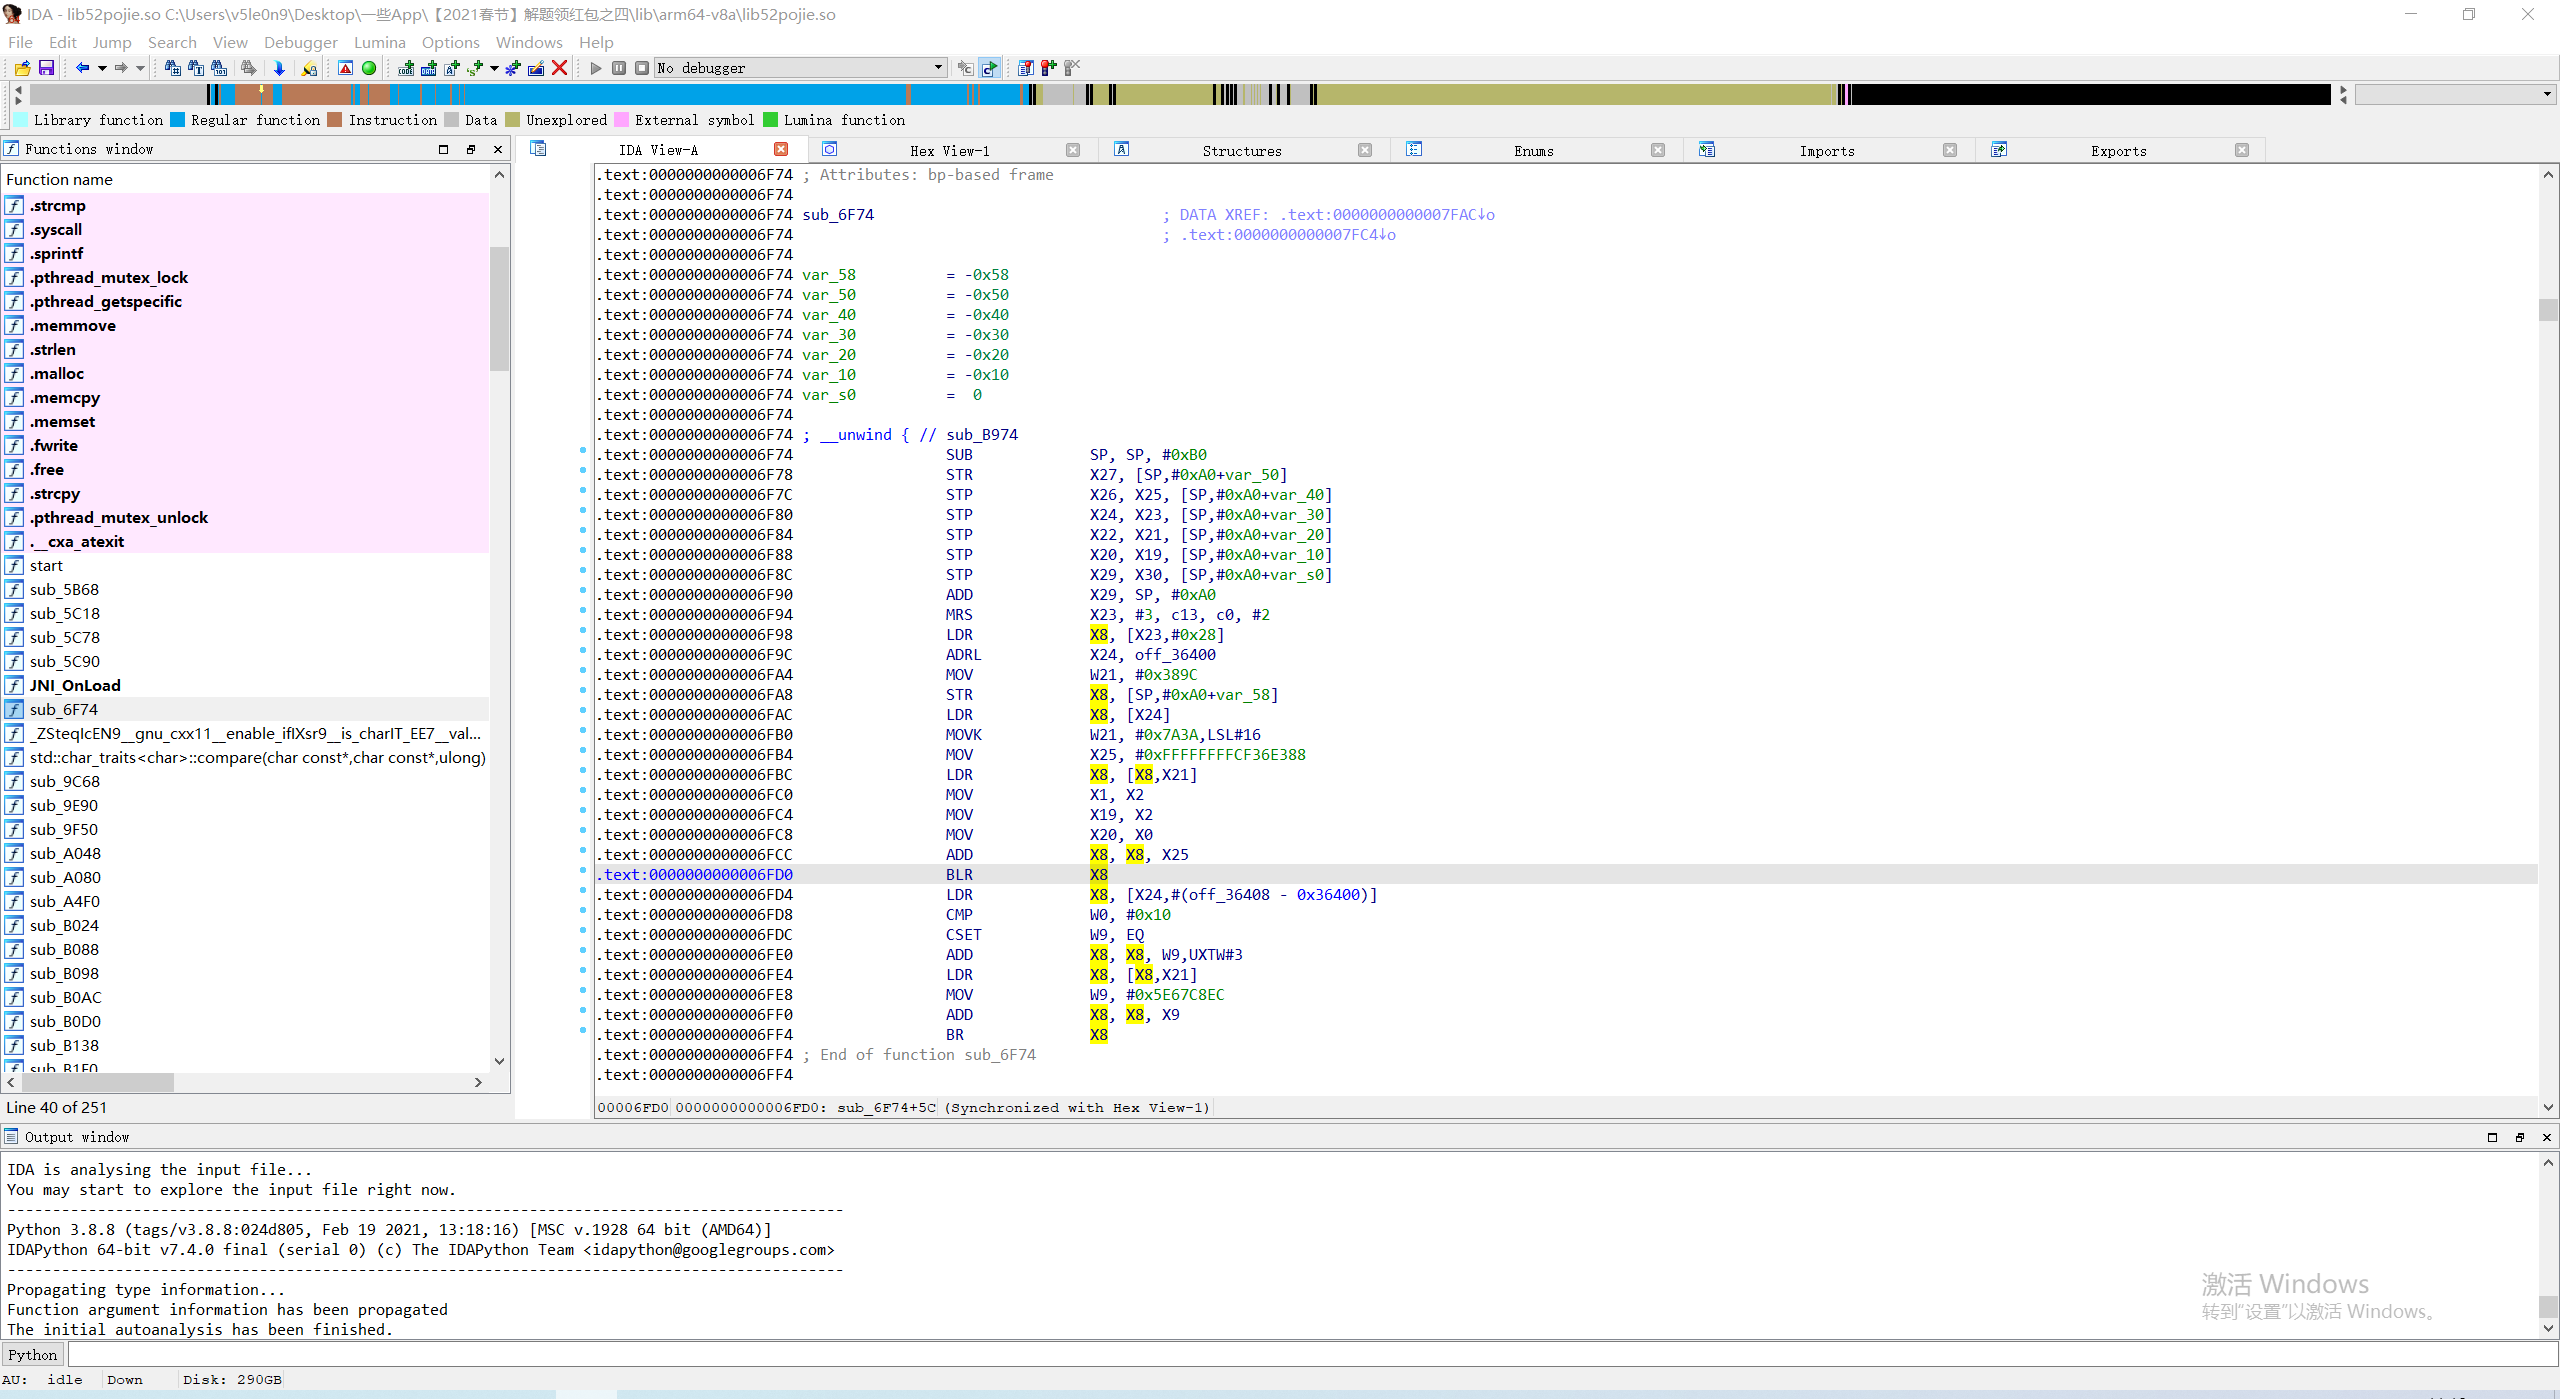 IDA - lib52pojie.so C:\Users\v5le0n9\Desktop\一些App\【2021春节】解题领红包之四\lib\arm64-v8a\lib52pojie.so
File Edit Jump Search View Debugger Lumina Options Windows Help
No debugger
Library function Regular function Instruction Data Unexplored External symbol Lumina function
Functions window
Function name
.strcmp
.syscall
.sprintf
.pthread_mutex_lock
.pthread_getspecific
.memmove
.strlen
.malloc
.memcpy
.memset
.fwrite
.free
.strcpy
.pthread_mutex_unlock
.__cxa_atexit
start
sub_5B68
sub_5C18
sub_5C78
sub_5C90
JNI_OnLoad
sub_6F74
_ZSteqIcEN9__gnu_cxx11__enable_ifIXsr9__is_charIT_EE7__val...
std::char_traits<char>::compare(char const*,char const*,ulong)
sub_9C68
sub_9E90
sub_9F50
sub_A048
sub_A080
sub_A4F0
sub_B024
sub_B088
sub_B098
sub_B0AC
sub_B0D0
sub_B138
sub_B1F0
Line 40 of 251
IDA View-A Hex View-1 Structures Enums Imports Exports
.text:0000000000006F74 ; Attributes: bp-based frame
.text:0000000000006F74
.text:0000000000006F74 sub_6F74 ; DATA XREF: .text:0000000000007FAC↓o
.text:0000000000006F74 ; .text:0000000000007FC4↓o
.text:0000000000006F74
.text:0000000000006F74 var_58 = -0x58
.text:0000000000006F74 var_50 = -0x50
.text:0000000000006F74 var_40 = -0x40
.text:0000000000006F74 var_30 = -0x30
.text:0000000000006F74 var_20 = -0x20
.text:0000000000006F74 var_10 = -0x10
.text:0000000000006F74 var_s0 = 0
.text:0000000000006F74
.text:0000000000006F74 ; __unwind { // sub_B974
.text:0000000000006F74 SUB SP, SP, #0xB0
.text:0000000000006F78 STR X27, [SP,#0xA0+var_50]
.text:0000000000006F7C STP X26, X25, [SP,#0xA0+var_40]
.text:0000000000006F80 STP X24, X23, [SP,#0xA0+var_30]
.text:0000000000006F84 STP X22, X21, [SP,#0xA0+var_20]
.text:0000000000006F88 STP X20, X19, [SP,#0xA0+var_10]
.text:0000000000006F8C STP X29, X30, [SP,#0xA0+var_s0]
.text:0000000000006F90 ADD X29, SP, #0xA0
.text:0000000000006F94 MRS X23, #3, c13, c0, #2
.text:0000000000006F98 LDR X8, [X23,#0x28]
.text:0000000000006F9C ADRL X24, off_36400
.text:0000000000006FA4 MOV W21, #0x389C
.text:0000000000006FA8 STR X8, [SP,#0xA0+var_58]
.text:0000000000006FAC LDR X8, [X24]
.text:0000000000006FB0 MOVK W21, #0x7A3A,LSL#16
.text:0000000000006FB4 MOV X25, #0xFFFFFFFFCF36E388
.text:0000000000006FBC LDR X8, [X8,X21]
.text:0000000000006FC0 MOV X1, X2
.text:0000000000006FC4 MOV X19, X2
.text:0000000000006FC8 MOV X20, X0
.text:0000000000006FCC ADD X8, X8, X25
.text:0000000000006FD0 BLR X8
.text:0000000000006FD4 LDR X8, [X24,#(off_36408 - 0x36400)]
.text:0000000000006FD8 CMP W0, #0x10
.text:0000000000006FDC CSET W9, EQ
.text:0000000000006FE0 ADD X8, X8, W9,UXTW#3
.text:0000000000006FE4 LDR X8, [X8,X21]
.text:0000000000006FE8 MOV W9, #0x5E67C8EC
.text:0000000000006FF0 ADD X8, X8, X9
.text:0000000000006FF4 BR X8
.text:0000000000006FF4 ; End of function sub_6F74
.text:0000000000006FF4
00006FD0 0000000000006FD0: sub_6F74+5C (Synchronized with Hex View-1)
Output window
IDA is analysing the input file...
You may start to explore the input file right now.
---------------------------------------------------------------------------------------------
Python 3.8.8 (tags/v3.8.8:024d805, Feb 19 2021, 13:18:16) [MSC v.1928 64 bit (AMD64)]
IDAPython 64-bit v7.4.0 final (serial 0) (c) The IDAPython Team <idapython@googlegroups.com>
---------------------------------------------------------------------------------------------
Propagating type information...
Function argument information has been propagated
The initial autoanalysis has been finished.
激活 Windows
转到"设置"以激活 Windows。
Python
AU: idle Down Disk: 290GB